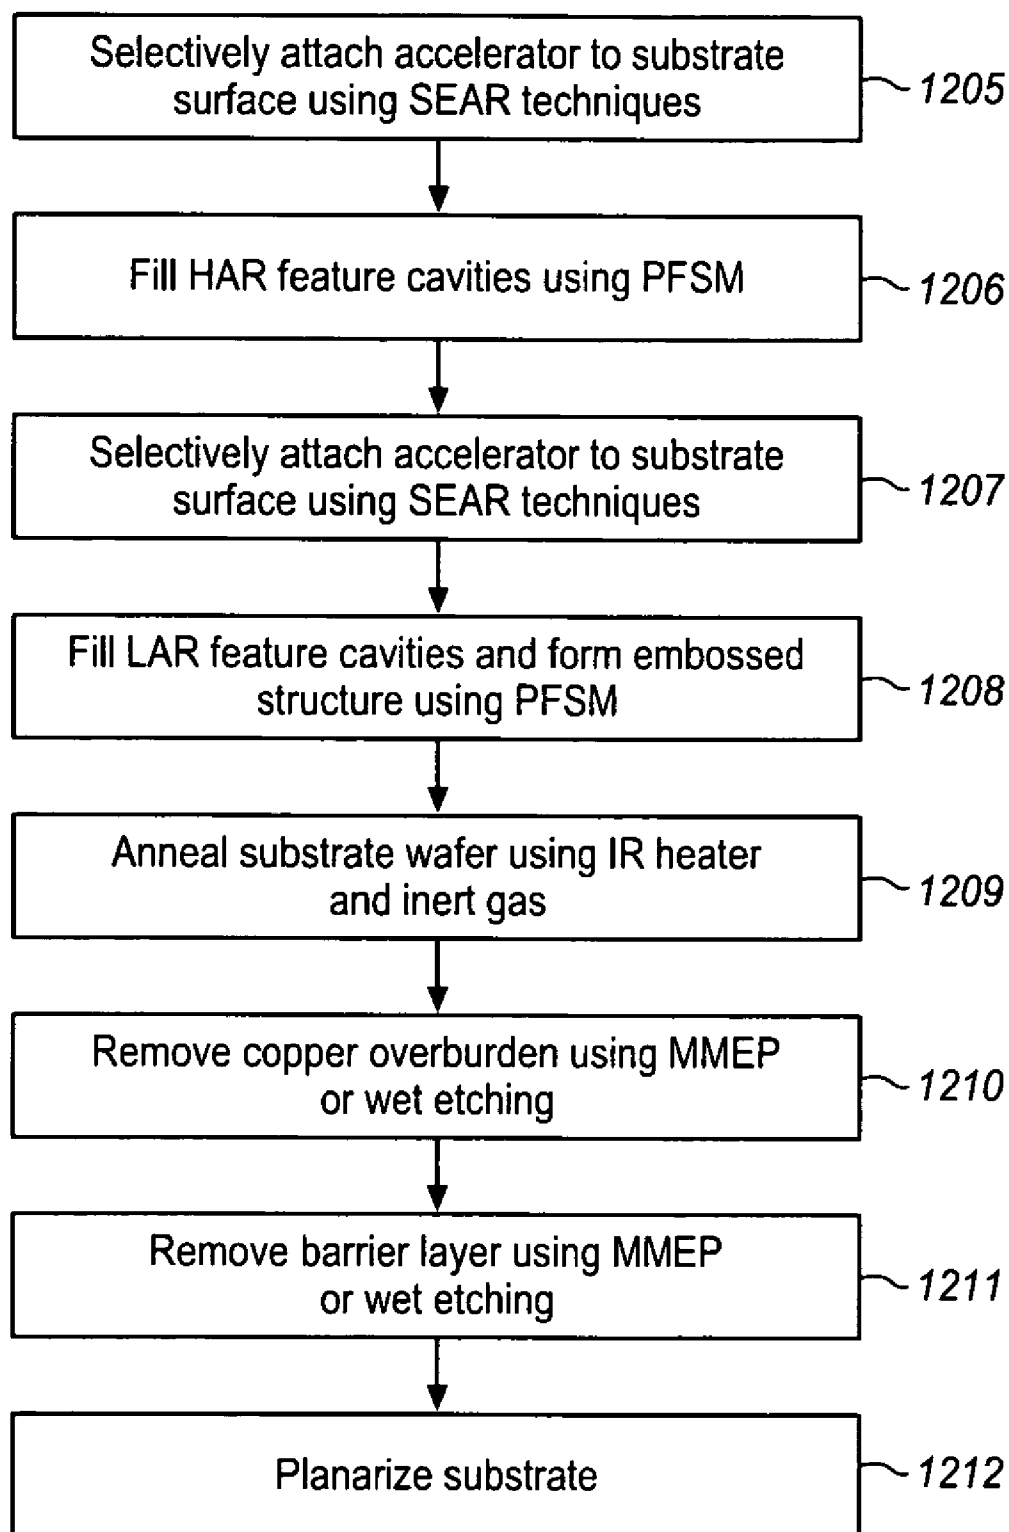 Selectively attach accelerator to substrate
surface using SEAR techniques
1205
Fill HAR feature cavities using PFSM
1206
Selectively attach accelerator to substrate
surface using SEAR techniques
1207
Fill LAR feature cavities and form embossed
structure using PFSM
1208
Anneal substrate wafer using IR heater
and inert gas
1209
Remove copper overburden using MMEP
or wet etching
1210
Remove barrier layer using MMEP
or wet etching
1211
Planarize substrate
1212